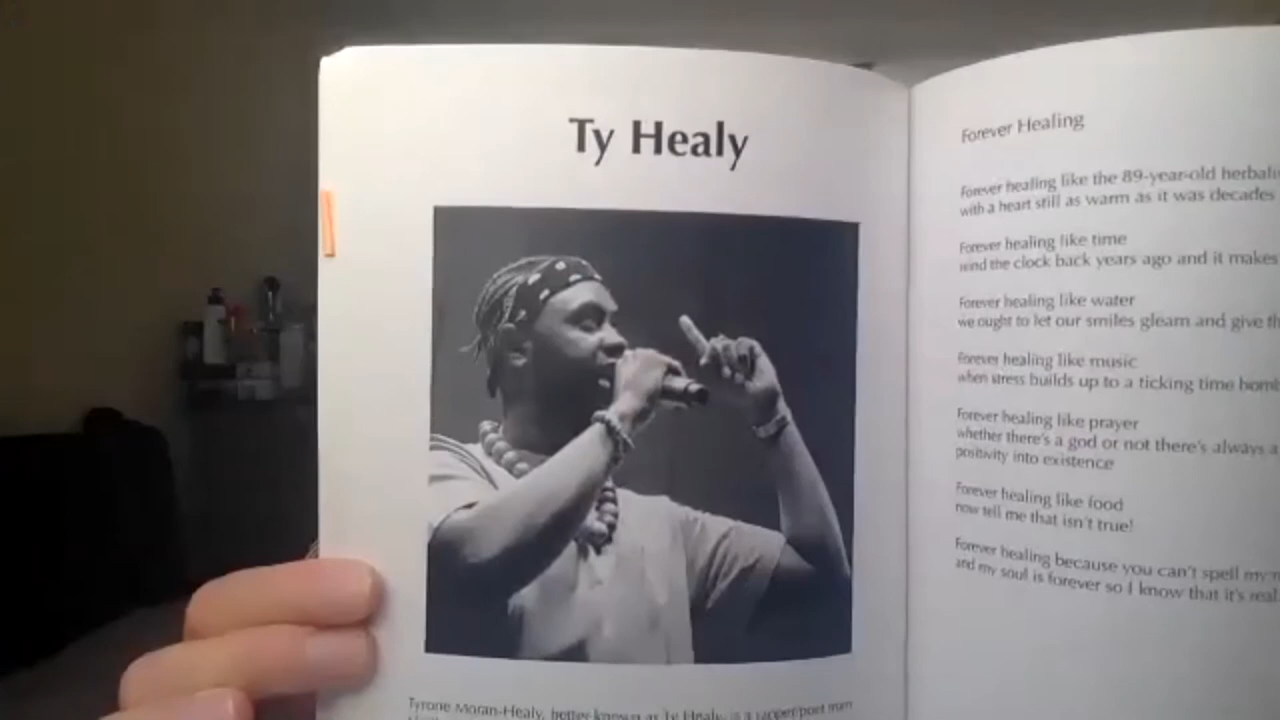 Ty Healy
Tyrone Moran-Healy, better known as Ty Healy, is a rapper/poet from
Forever Healing
Forever healing like the 89-year-old
with a heart still as warm as it was decades
Forever healing like time
wind the clock back years ago and it makes
Forever healing like water
we ought to let our smiles gleam and give
Forever healing like music
when stress builds up to a ticking time
Forever healing like prayer
whether there's a god or not there's always a
positivity into existence
Forever healing like food
now tell me that isn't true!
Forever healing because you can't spell my
and my soul is forever so I know that it's real